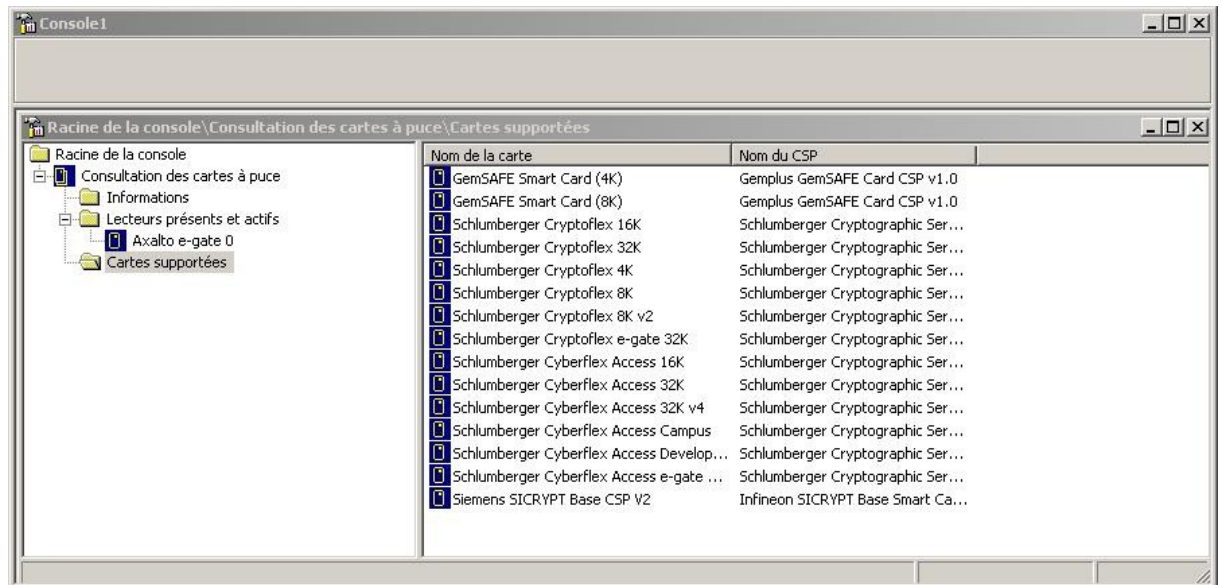 Console1
Racine de la console\Consultation des cartes à puce\Cartes supportées
Racine de la console
Consultation des cartes à puce
Informations
Lecteurs présents et actifs
Axalto e-gate 0
Cartes supportées
Nom de la carte Nom du CSP
GemSAFE Smart Card (4K) Gemplus GemSAFE Card CSP v1.0
GemSAFE Smart Card (8K) Gemplus GemSAFE Card CSP v1.0
Schlumberger Cryptoflex 16K Schlumberger Cryptographic Ser...
Schlumberger Cryptoflex 32K Schlumberger Cryptographic Ser...
Schlumberger Cryptoflex 4K Schlumberger Cryptographic Ser...
Schlumberger Cryptoflex 8K Schlumberger Cryptographic Ser...
Schlumberger Cryptoflex 8K v2 Schlumberger Cryptographic Ser...
Schlumberger Cryptoflex e-gate 32K Schlumberger Cryptographic Ser...
Schlumberger Cyberflex Access 16K Schlumberger Cryptographic Ser...
Schlumberger Cyberflex Access 32K Schlumberger Cryptographic Ser...
Schlumberger Cyberflex Access 32K v4 Schlumberger Cryptographic Ser...
Schlumberger Cyberflex Access Campus Schlumberger Cryptographic Ser...
Schlumberger Cyberflex Access Develop... Schlumberger Cryptographic Ser...
Schlumberger Cyberflex Access e-gate ... Schlumberger Cryptographic Ser...
Siemens SICRYPT Base CSP V2 Infineon SICRYPT Base Smart Ca...